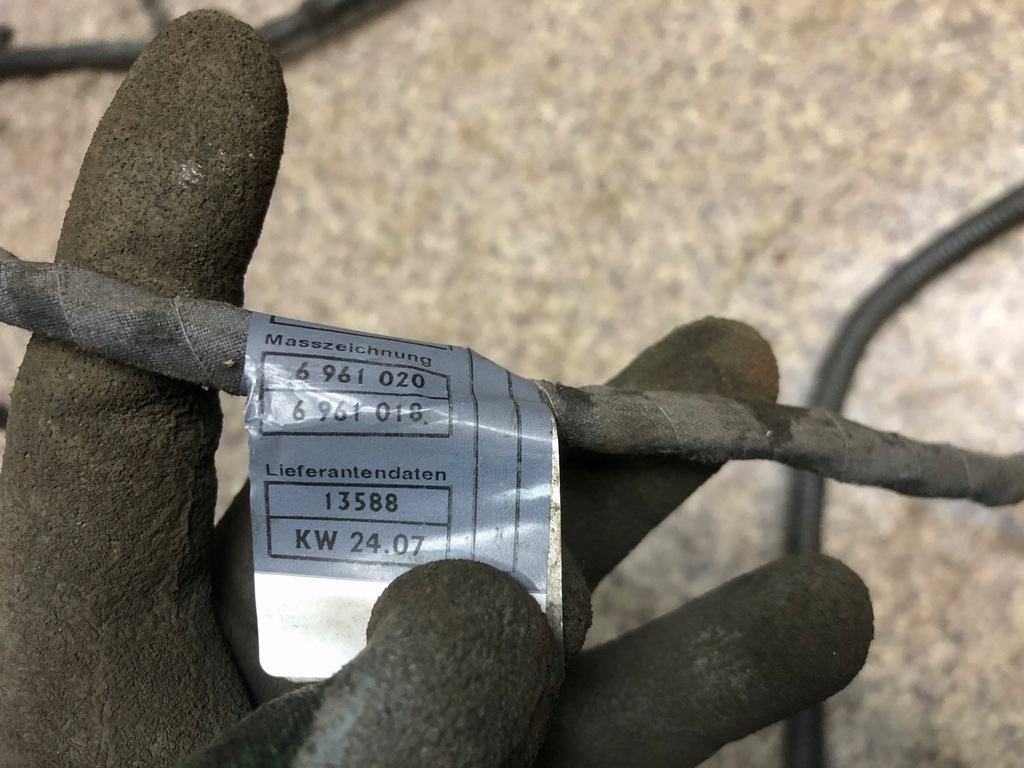 Masszeichnung
6 961 020
6 961 018.
Lieferantendaten
13588
KW 24.07